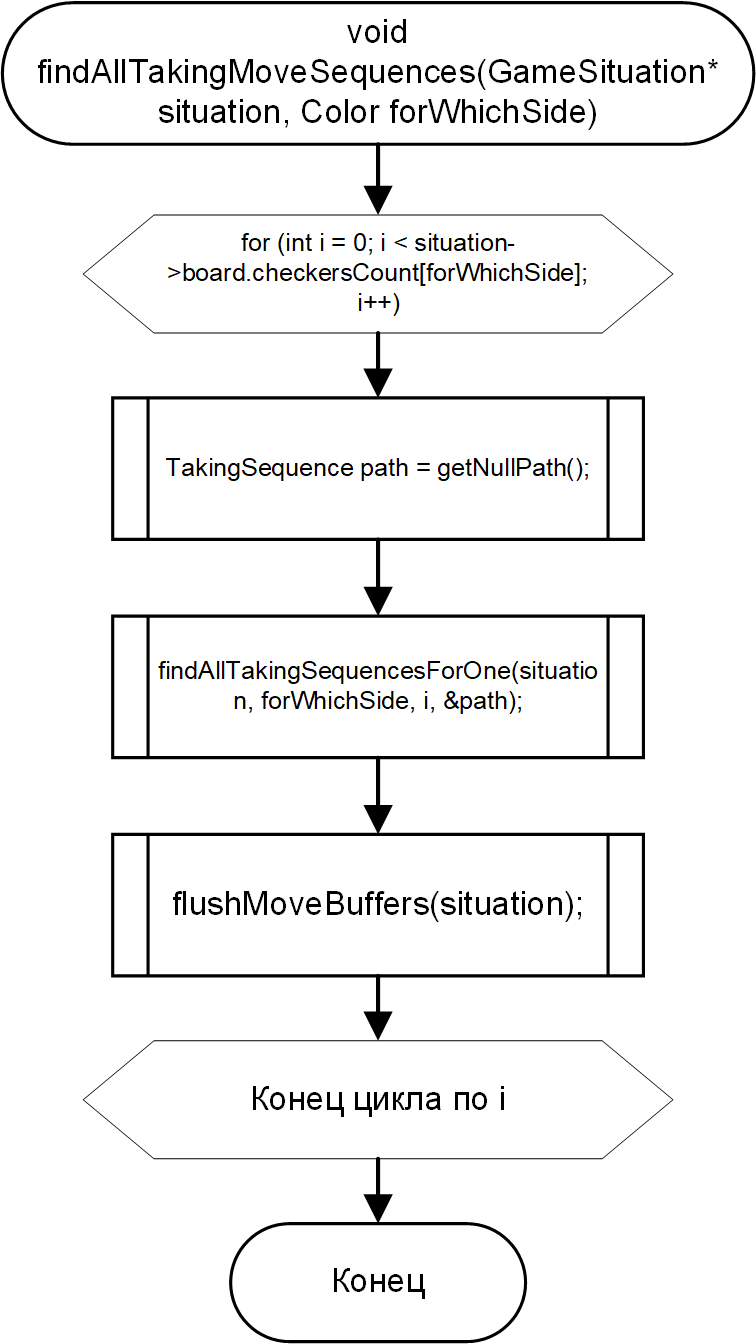 void
findAllTakingMoveSequences(GameSituation*
situation, Color forWhichSide)
for (int i = 0; i < situation-
>board.checkersCount[forWhichSide];
i++)
TakingSequence path = getNullPath();
findAllTakingSequencesForOne(situatio
n, forWhichSide, i, &path);
flushMoveBuffers(situation);
Конец цикла по i
Конец